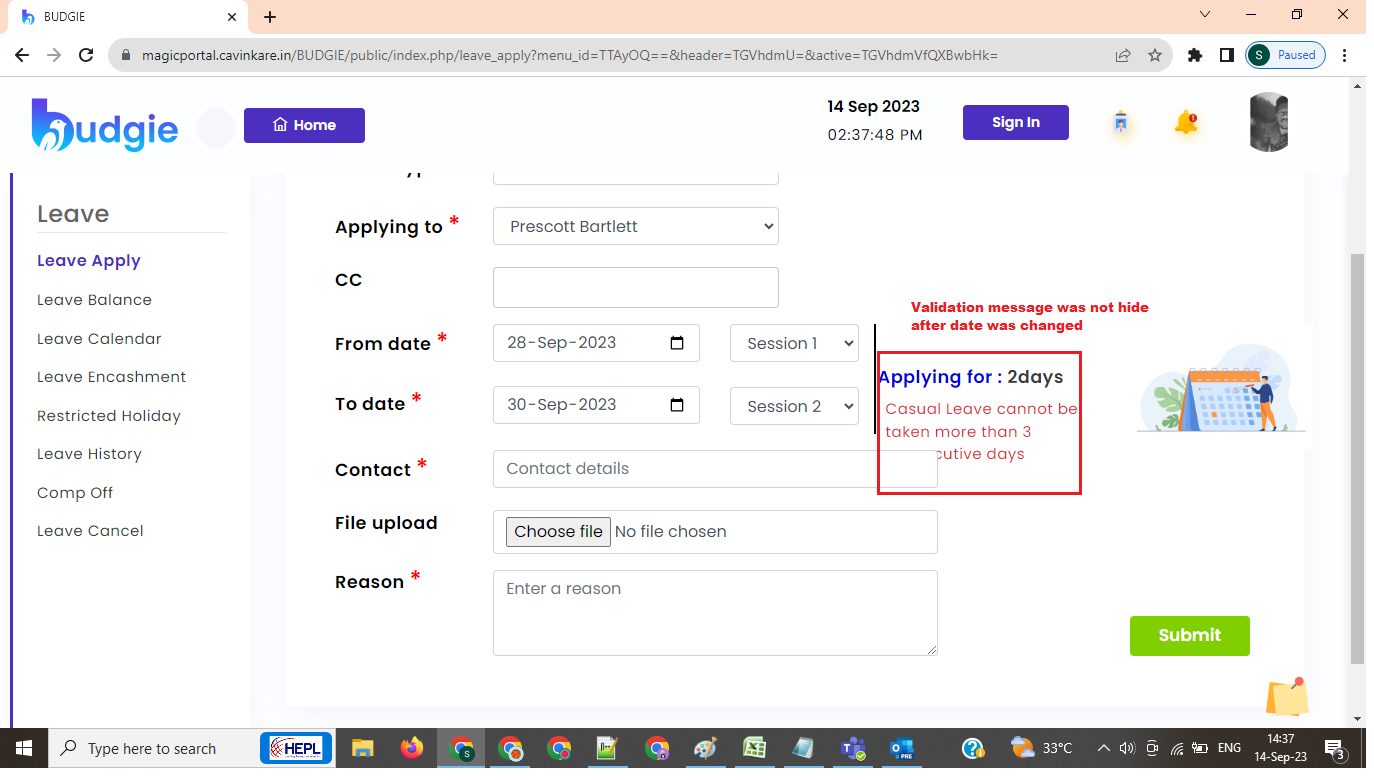 BUDGIE
magicportal.cavinkare.in/BUDGIE/public/index.php/leave_apply?menu_id=TTAyOQ==&header=TGVhdmU=&active=TGVhdmVfQXBwbHk=
S Paused
budgie
Home
14 Sep 2023
02:37:48 PM
Sign In
1
Leave
Leave Apply
Leave Balance
Leave Calendar
Leave Encashment
Restricted Holiday
Leave History
Comp Off
Leave Cancel
Applying to *
Prescott Bartlett
CC
From date *
28-Sep-2023
Session 1
To date *
30-Sep-2023
Session 2
Validation message was not hide
after date was changed
Applying for : 2days
Casual Leave cannot be
taken more than 3
cutive days
Contact *
Contact details
File upload
Choose file No file chosen
Reason *
Enter a reason
Submit
Type here to search
HEPL
33°C
ENG
14:37
14-Sep-23
3